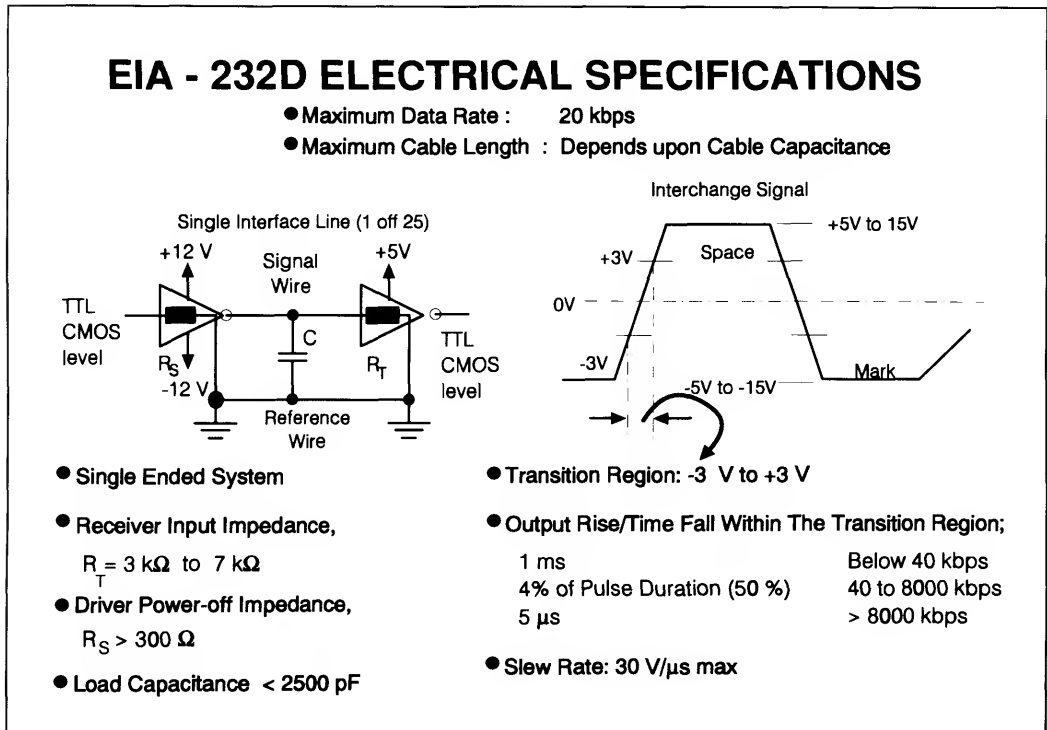 EIA - 232D ELECTRICAL SPECIFICATIONS
● Maximum Data Rate : 20 kbps
● Maximum Cable Length : Depends upon Cable Capacitance
Single Interface Line (1 off 25)
+12 V
Signal
Wire
+5V
TTL
CMOS
level
R_S
-12 V
C
R_T
TTL
CMOS
level
Reference
Wire
Interchange Signal
+5V to 15V
+3V
Space
0V
-3V
Mark
-5V to -15V
● Single Ended System
● Receiver Input Impedance,
R_T = 3 kΩ to 7 kΩ
● Driver Power-off Impedance,
R_S > 300 Ω
● Load Capacitance < 2500 pF
● Transition Region: -3 V to +3 V
● Output Rise/Time Fall Within The Transition Region;
1 ms Below 40 kbps
4% of Pulse Duration (50 %) 40 to 8000 kbps
5 µs > 8000 kbps
● Slew Rate: 30 V/µs max